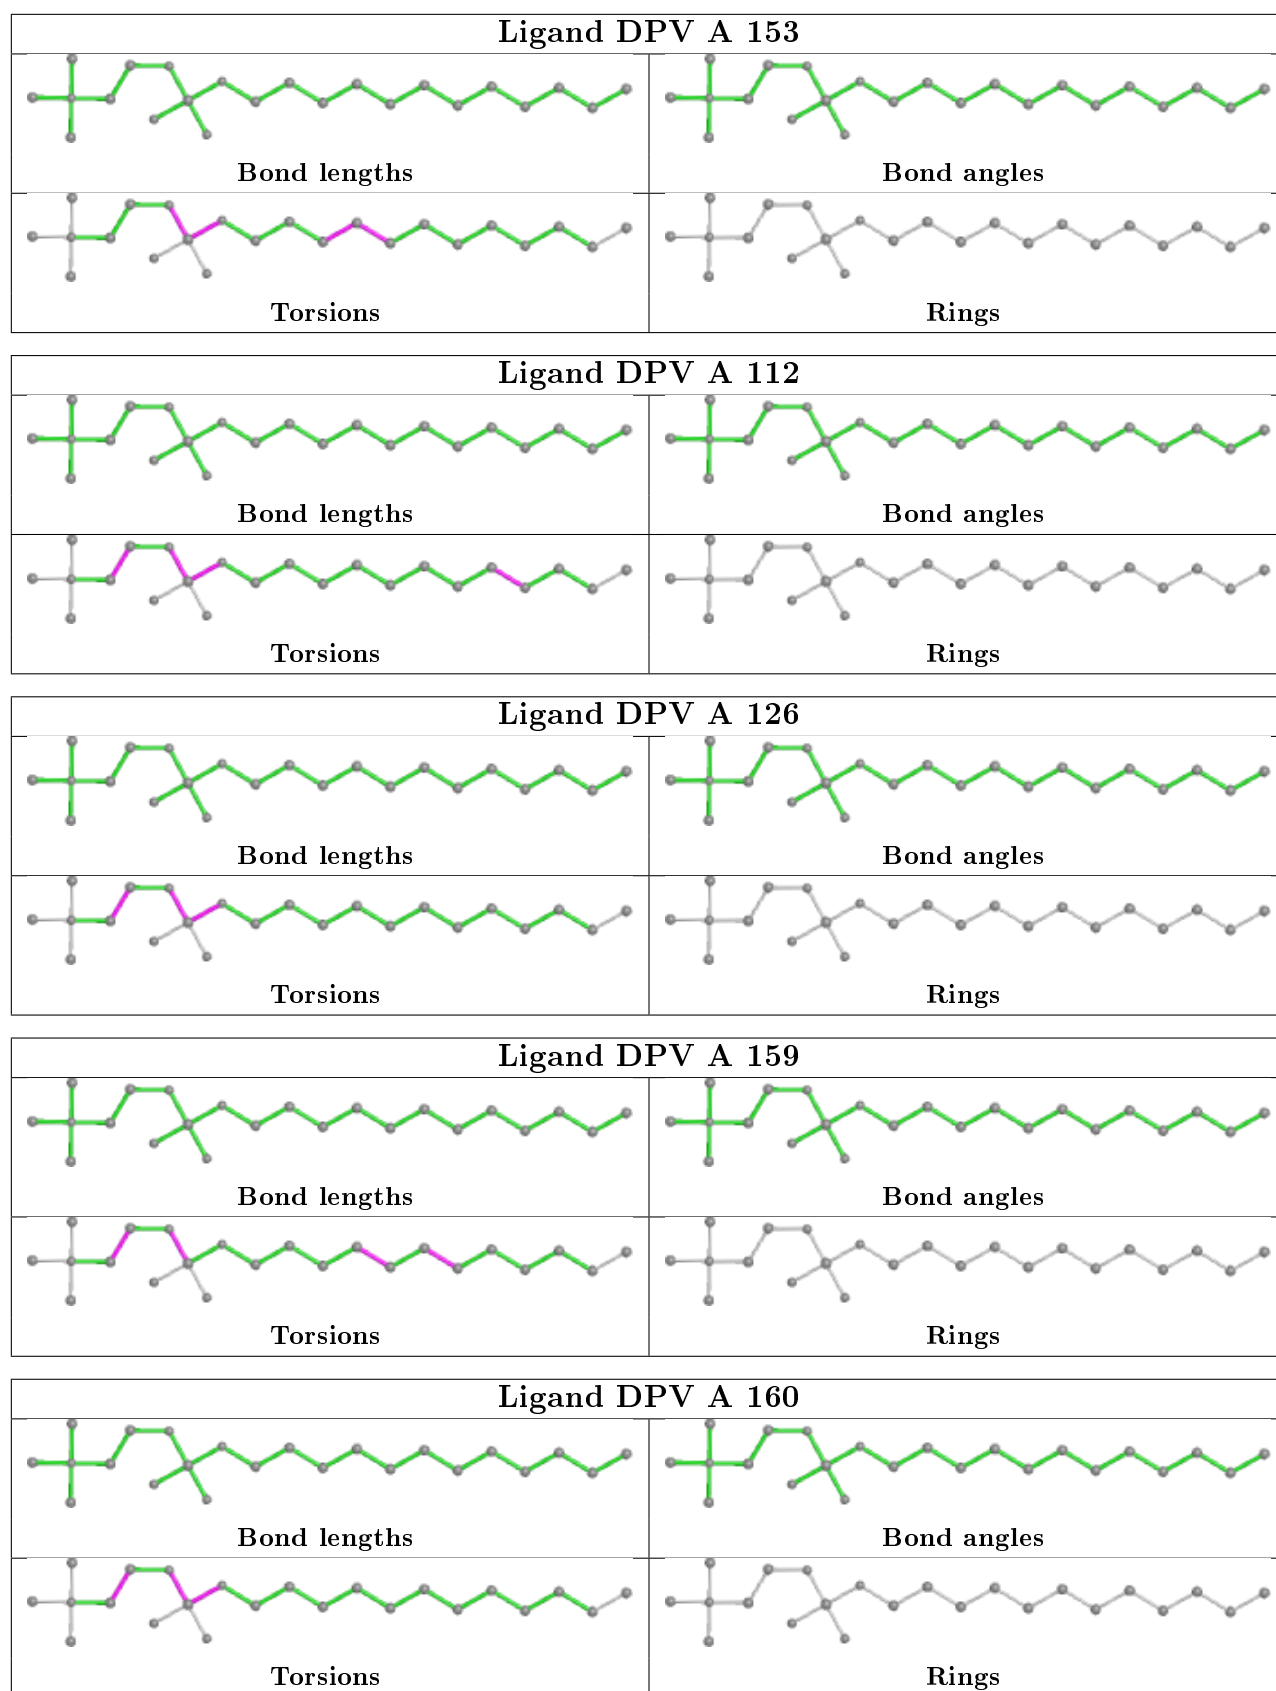 Ligand DPV A 153
Bond lengths
Bond angles
Torsions
Rings
Ligand DPV A 112
Bond lengths
Bond angles
Torsions
Rings
Ligand DPV A 126
Bond lengths
Bond angles
Torsions
Rings
Ligand DPV A 159
Bond lengths
Bond angles
Torsions
Rings
Ligand DPV A 160
Bond lengths
Bond angles
Torsions
Rings